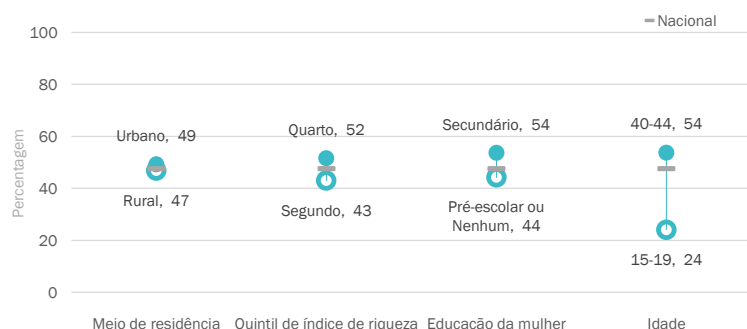 Nacional
100
80
60
40
20
0
Percentagem
Urbano, 49
Rural, 47
Quarto, 52
Segundo, 43
Secundário, 54
Pré-escolar ou
Nenhum, 44
40-44, 54
15-19, 24
Meio de residência
Quintil de índice de riqueza
Educação da mulher
Idade